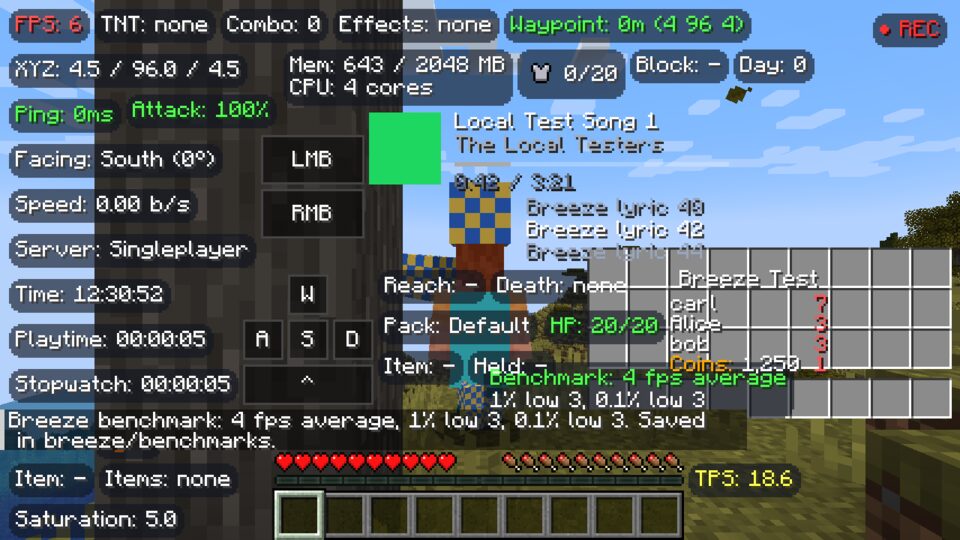 FPS: 6
TNT: none
Combo: 0
Effects: none
Waypoint: 0m (4 96 4)
● REC
XYZ: 4.5 / 96.0 / 4.5
Mem: 643 / 2048 MB
CPU: 4 cores
0/20
Block: -
Day: 0
Ping: 0ms
Attack: 100%
Local Test Song 1
The Local Testers
0:42 / 3:21
Facing: South (0°)
LMB
Speed: 0.00 b/s
RMB
Breeze lyric 40
Breeze lyric 42
Breeze lyric 44
Server: Singleplayer
Time: 12:30:52
W
Reach: -
Death: none
Breeze Test
carl 7
Alice 3
bob 3
Coins: 1,250 1
Playtime: 00:00:05
A
S
D
Pack: Default
HP: 20/20
Item: -
Held: -
Stopwatch: 00:00:05
^
Benchmark: 4 fps average
1% low 3, 0.1% low 3
Breeze benchmark: 4 fps average, 1% low 3, 0.1% low 3. Saved
in breeze/benchmarks.
Item: -
Items: none
TPS: 18.6
Saturation: 5.0